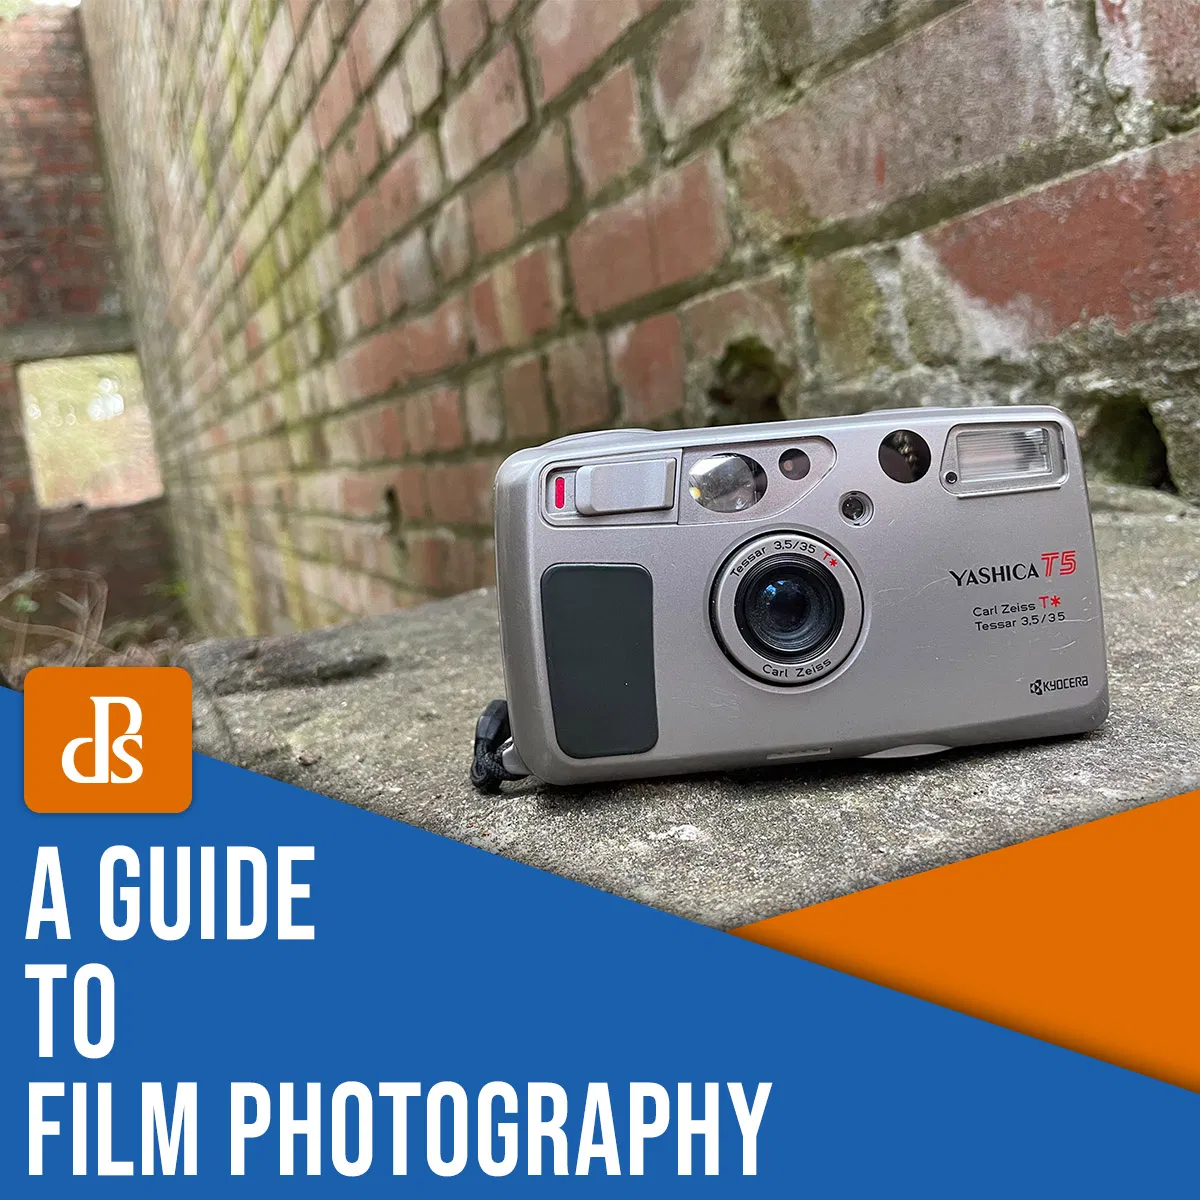 Tessar 3,5/35 T*
Carl Zeiss
YASHICA T5
Carl Zeiss T*
Tessar 3,5/35
KYOCERA
dPs
A GUIDE
TO
FILM PHOTOGRAPHY